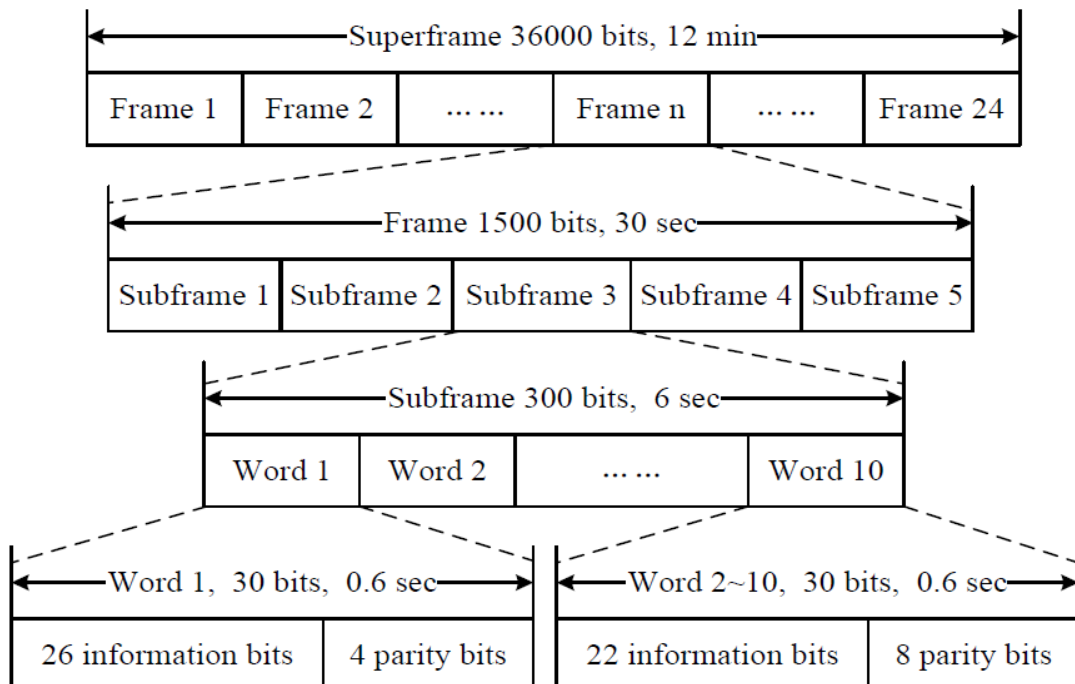 Superframe 36000 bits, 12 min
Frame 1 Frame 2 ... ... Frame n ... ... Frame 24
Frame 1500 bits, 30 sec
Subframe 1 Subframe 2 Subframe 3 Subframe 4 Subframe 5
Subframe 300 bits, 6 sec
Word 1 Word 2 ... ... Word 10
Word 1, 30 bits, 0.6 sec Word 2~10, 30 bits, 0.6 sec
26 information bits 4 parity bits 22 information bits 8 parity bits